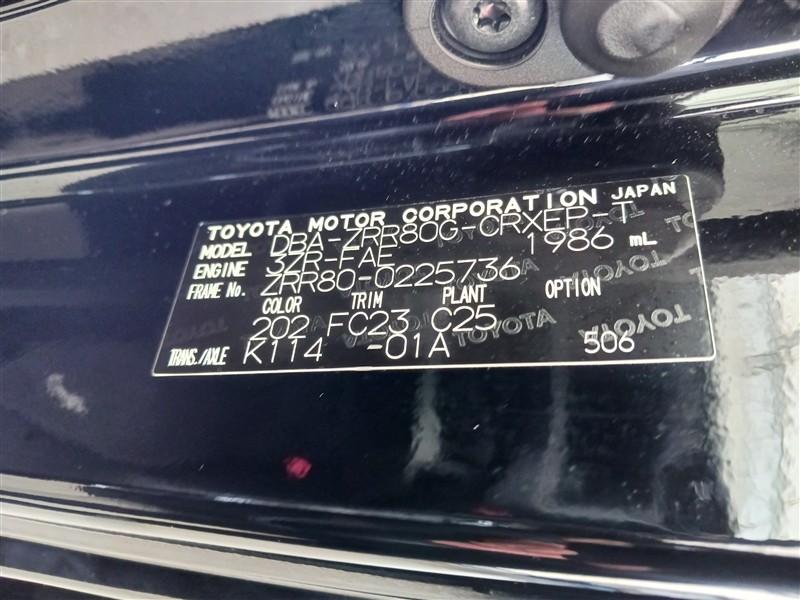 TOYOTA MOTOR CORPORATION JAPAN
MODEL DBA-ZRR80G-CRXEP-T
ENGINE 3ZR-FAE 1986 mL
FRAME No. ZRR80-0225736
COLOR TRIM PLANT OPTION
202 FC23 C25
TRANS./AXLE K114 -01A 506